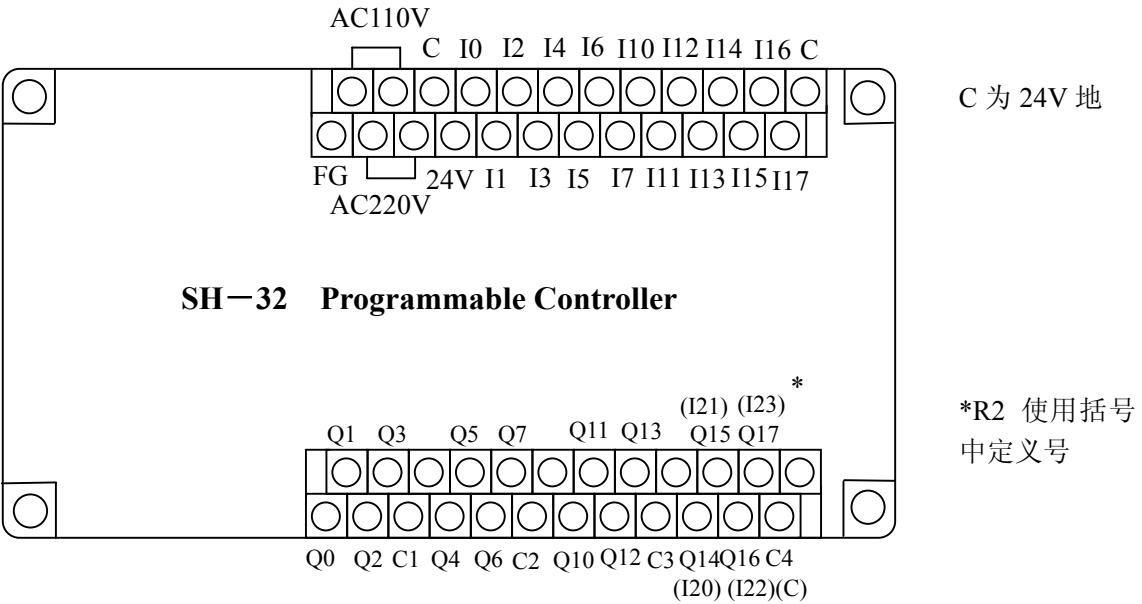 AC110V
C I0 I2 I4 I6 I10 I12 I14 I16 C
C 为 24V 地
FG 24V I1 I3 I5 I7 I11 I13 I15 I17
AC220V
SH－32 Programmable Controller
*
*R2 使用括号
中定义号
(I21) (I23)
Q1 Q3 Q5 Q7 Q11 Q13 Q15 Q17
Q0 Q2 C1 Q4 Q6 C2 Q10 Q12 C3 Q14 Q16 C4
(I20) (I22)(C)